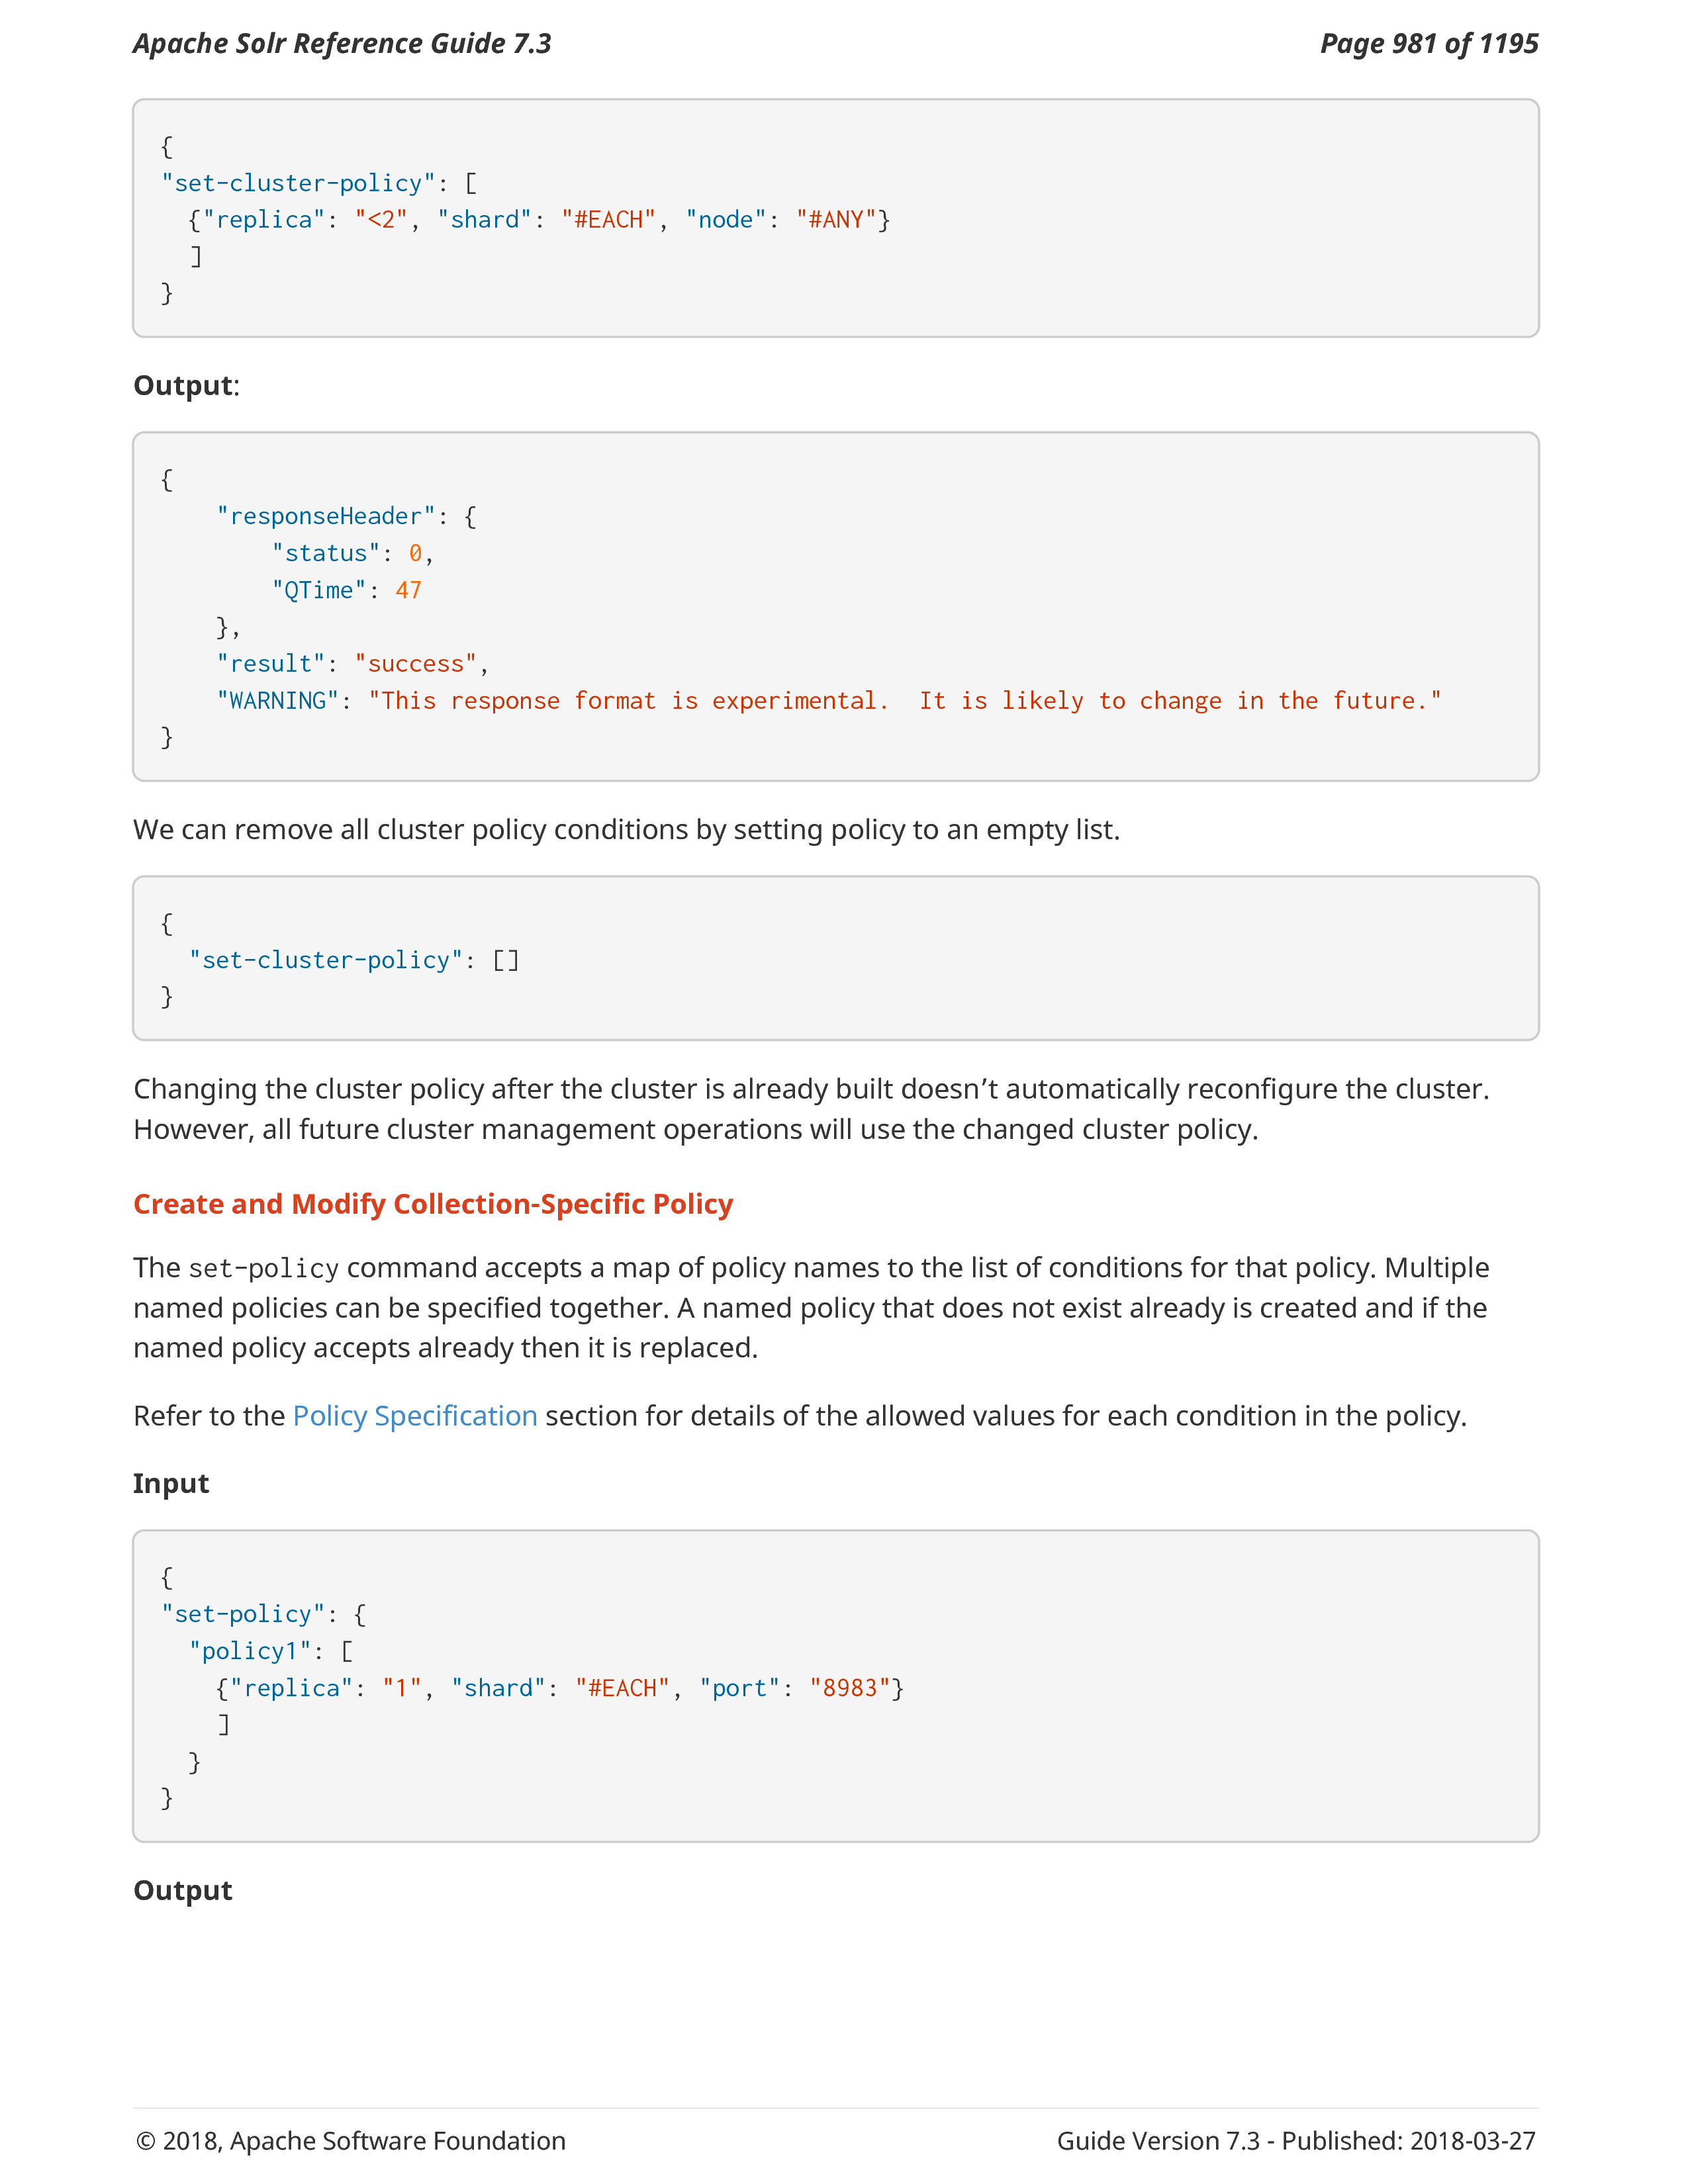 Apache Solr Reference Guide 7.3
Page 981 of 1195
{
"set-cluster-policy": [
  {"replica": "<2", "shard": "#EACH", "node": "#ANY"}
  ]
}
Output:
{
    "responseHeader": {
        "status": 0,
        "QTime": 47
    },
    "result": "success",
    "WARNING": "This response format is experimental.  It is likely to change in the future."
}
We can remove all cluster policy conditions by setting policy to an empty list.
{
  "set-cluster-policy": []
}
Changing the cluster policy after the cluster is already built doesn’t automatically reconfigure the cluster.
However, all future cluster management operations will use the changed cluster policy.
Create and Modify Collection-Specific Policy
The set-policy command accepts a map of policy names to the list of conditions for that policy. Multiple
named policies can be specified together. A named policy that does not exist already is created and if the
named policy accepts already then it is replaced.
Refer to the Policy Specification section for details of the allowed values for each condition in the policy.
Input
{
"set-policy": {
  "policy1": [
    {"replica": "1", "shard": "#EACH", "port": "8983"}
    ]
  }
}
Output
© 2018, Apache Software Foundation
Guide Version 7.3 - Published: 2018-03-27